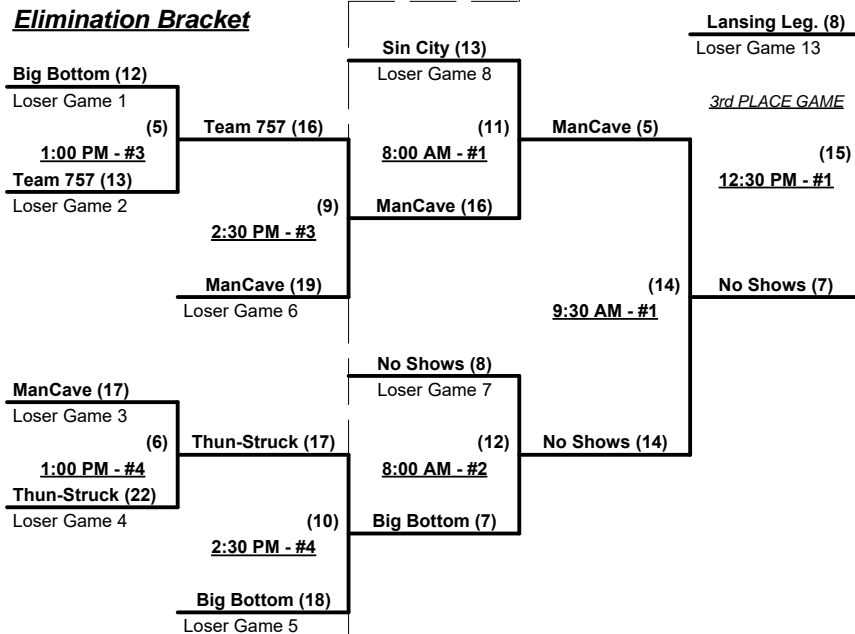 Elimination Bracket
Lansing Leg. (8)
Loser Game 13
Sin City (13)
Loser Game 8
Big Bottom (12)
Loser Game 1
3rd PLACE GAME
(5)
Team 757 (16)
(11)
ManCave (5)
1:00 PM - #3
8:00 AM - #1
(15)
12:30 PM - #1
Team 757 (13)
Loser Game 2
(9)
ManCave (16)
2:30 PM - #3
ManCave (19)
Loser Game 6
(14)
No Shows (7)
9:30 AM - #1
No Shows (8)
Loser Game 7
ManCave (17)
Loser Game 3
(6)
Thun-Struck (17)
(12)
No Shows (14)
1:00 PM - #4
8:00 AM - #2
Thun-Struck (22)
Loser Game 4
(10)
Big Bottom (7)
2:30 PM - #4
Big Bottom (18)
Loser Game 5